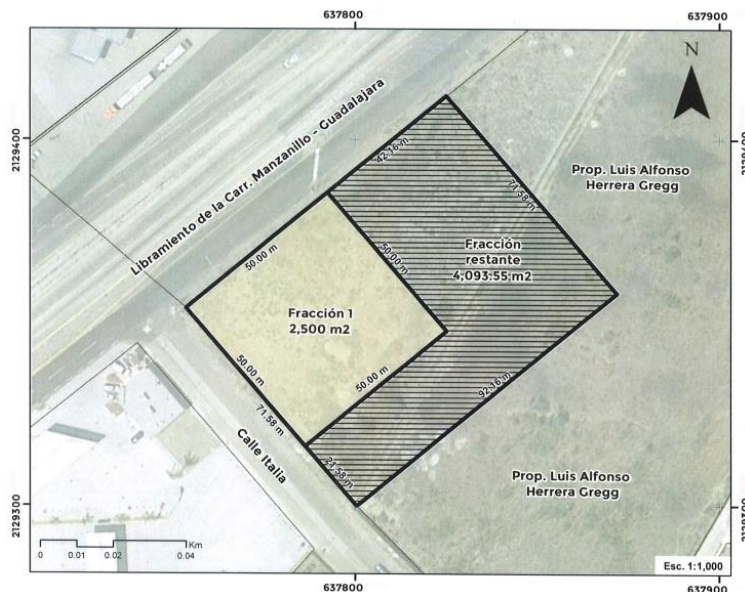 637800
637900
N
2129400
2129400
Libramiento de la Carr. Manzanillo - Guadalajara
42.16 m
71.58 m
Prop. Luis Alfonso
Herrera Gregg
50.00 m
50.00 m
Fracción
restante
4,093.55 m2
Fracción 1
2,500 m2
50.00 m
50.00 m
71.58 m
92.16 m
Calle Italia
21.58 m
Prop. Luis Alfonso
Herrera Gregg
2129300
2129300
Km
0 0.01 0.02 0.04
Esc. 1:1,000
637800
637900